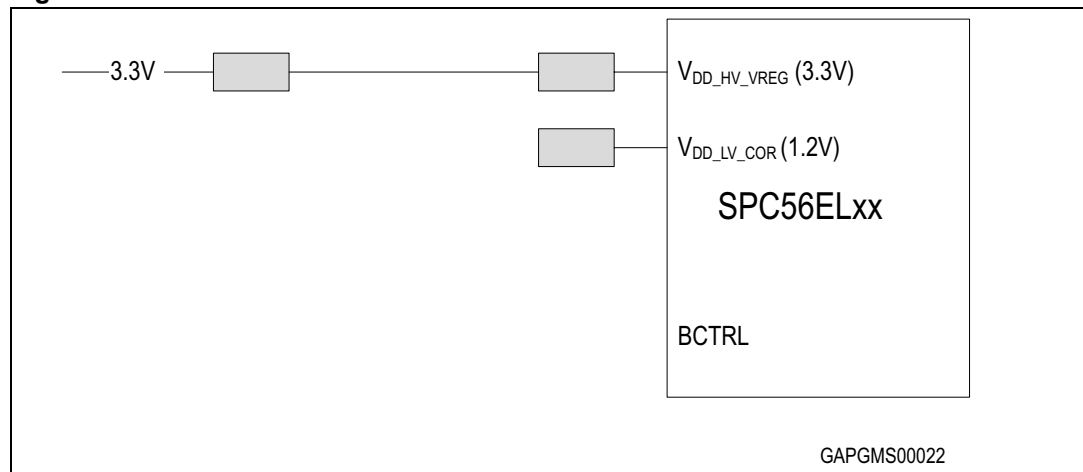 3.3V
VDD_HV_VREG (3.3V)
VDD_LV_COR (1.2V)
SPC56ELxx
BCTRL
GAPGMS00022